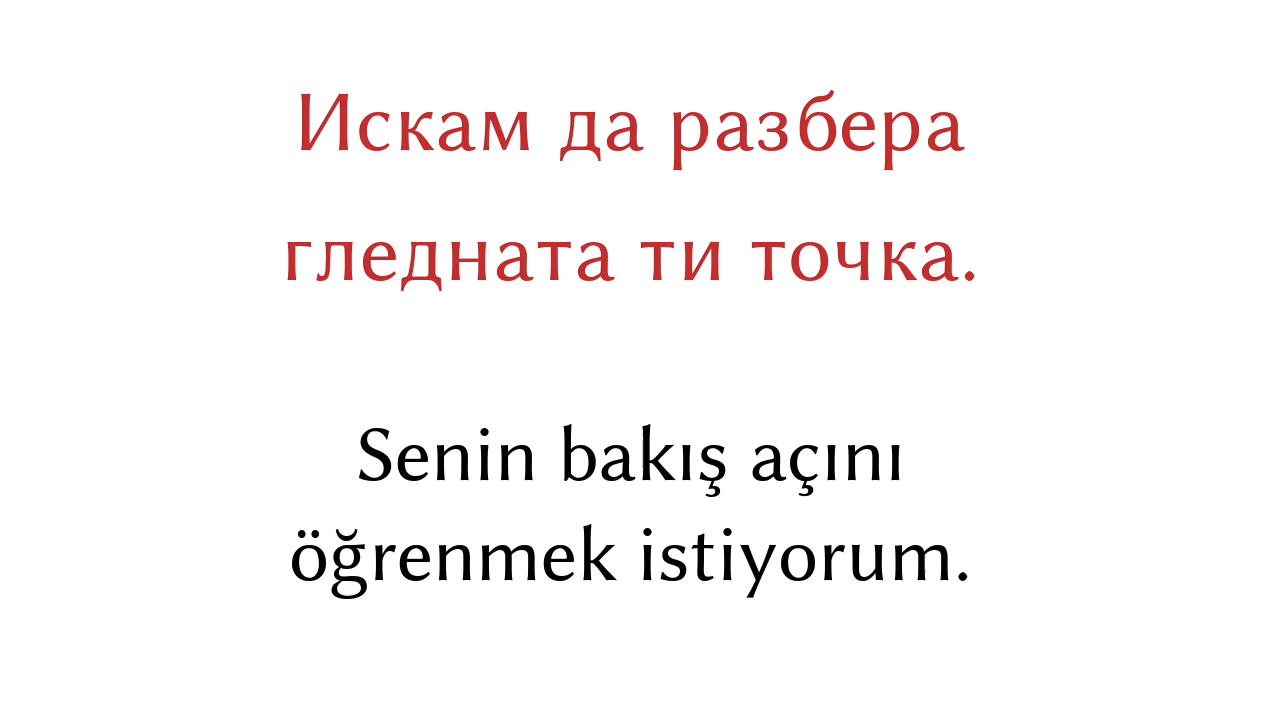 Искам да разбера
гледната ти точка.
Senin bakış açını
öğrenmek istiyorum.